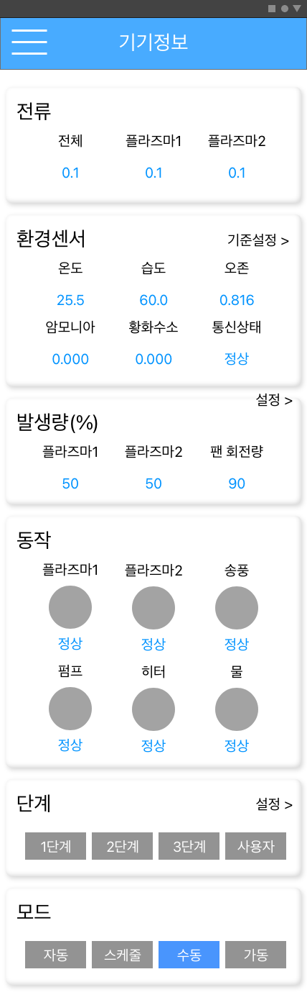 기기정보
전류
전체 플라즈마1 플라즈마2
0.1 0.1 0.1
환경센서 기준설정 >
온도 습도 오존
25.5 60.0 0.816
암모니아 황화수소 통신상태
0.000 0.000 정상
설정 >
발생량(%)
플라즈마1 플라즈마2 팬 회전량
50 50 90
동작
플라즈마1 플라즈마2 송풍
정상 정상 정상
펌프 히터 물
정상 정상 정상
단계 설정 >
1단계 2단계 3단계 사용자
모드
자동 스케줄 수동 가동